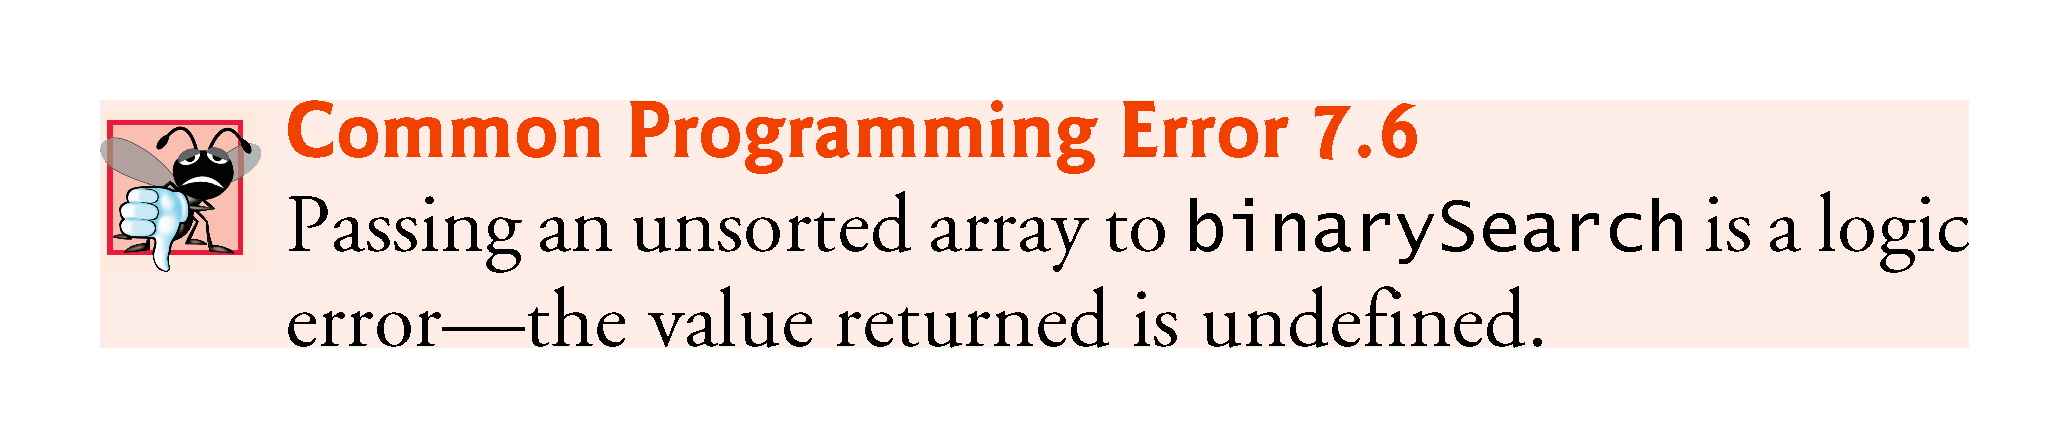 Common Programming Error 7.6
Passing an unsorted array to binarySearch is a logic
error—the value returned is undefined.